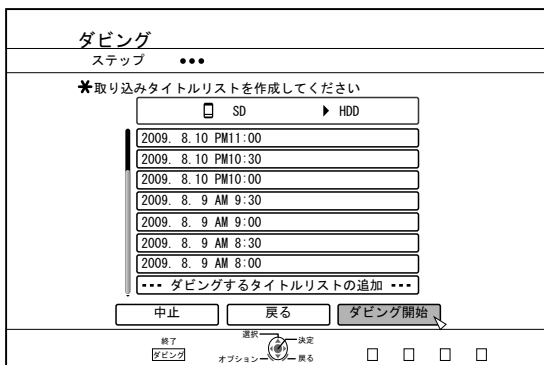 ダビング
ステップ ●●●
*取り込みタイトルリストを作成してください
SD ▶ HDD
2009. 8.10 PM11:00
2009. 8.10 PM10:30
2009. 8.10 PM10:00
2009. 8. 9 AM 9:30
2009. 8. 9 AM 9:00
2009. 8. 9 AM 8:30
2009. 8. 9 AM 8:00
--- ダビングするタイトルリストの追加 ---
中止 戻る ダビング開始
終了 選択 決定
ダビング オプション 戻る